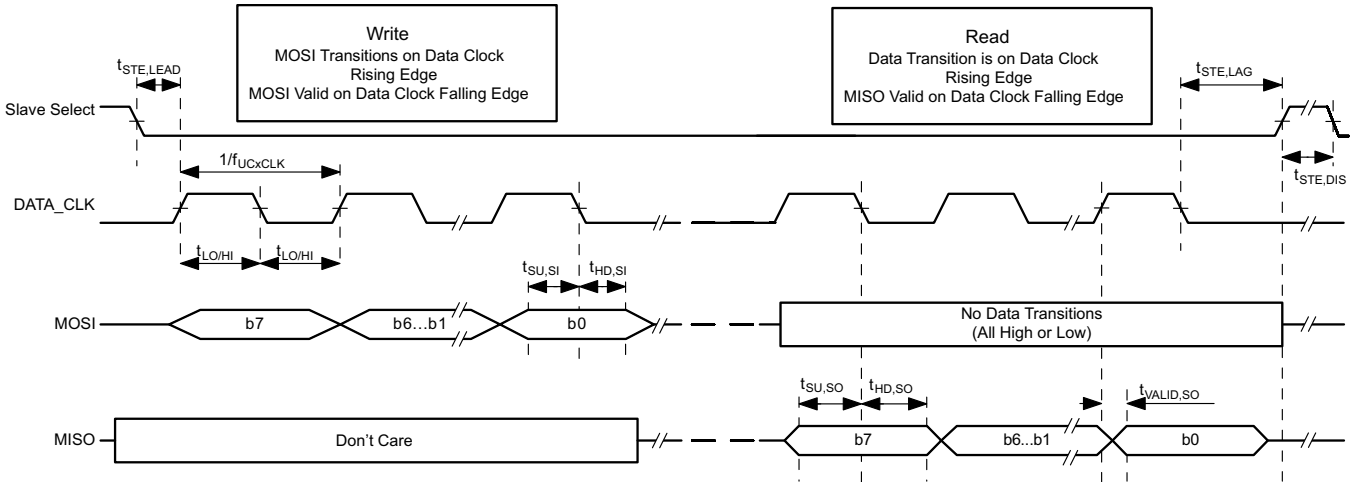 Write
MOSI Transitions on Data Clock
Rising Edge
MOSI Valid on Data Clock Falling Edge
Read
Data Transition is on Data Clock
Rising Edge
MISO Valid on Data Clock Falling Edge
tSTE,LEAD
tSTE,LAG
Slave Select
1/fUCxCLK
tSTE,DIS
DATA_CLK
tLO/HI
tLO/HI
tSU,SI
tHD,SI
MOSI
b7
b6...b1
b0
No Data Transitions
(All High or Low)
tSU,SO
tHD,SO
tVALID,SO
MISO
Don't Care
b7
b6...b1
b0